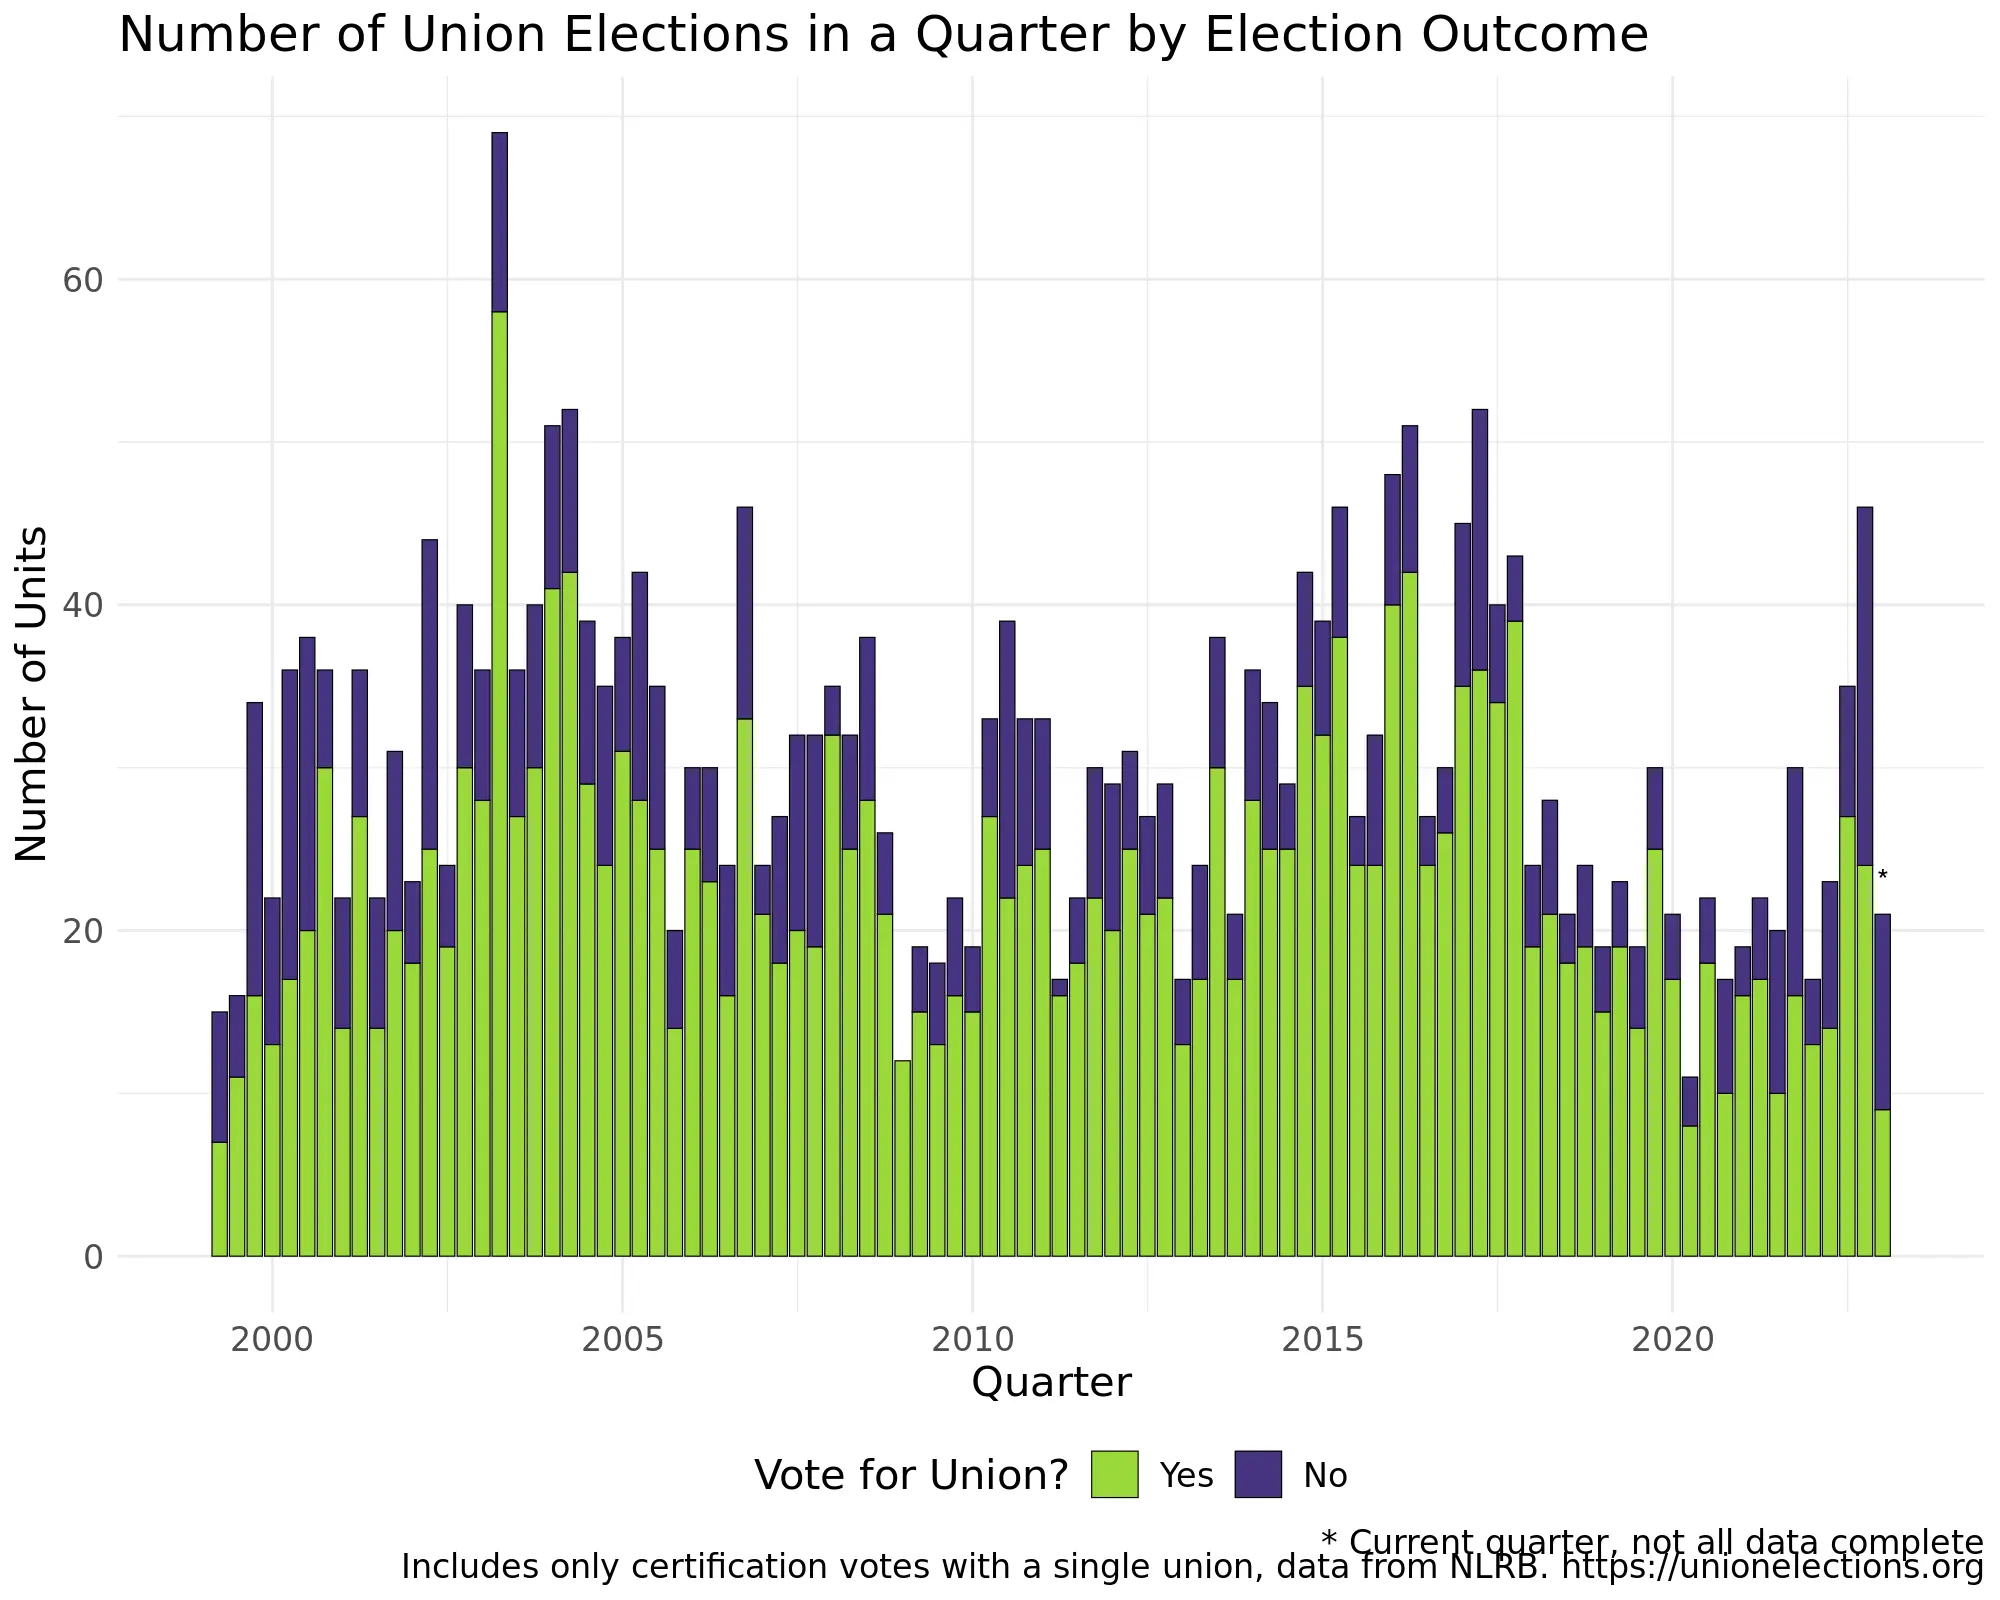 Number of Union Elections in a Quarter by Election Outcome
Number of Units
60
40
20
0
*
2000 2005 2010 2015 2020
Quarter
Vote for Union? Yes No
* Current quarter, not all data complete
Includes only certification votes with a single union, data from NLRB. https://unionelections.org